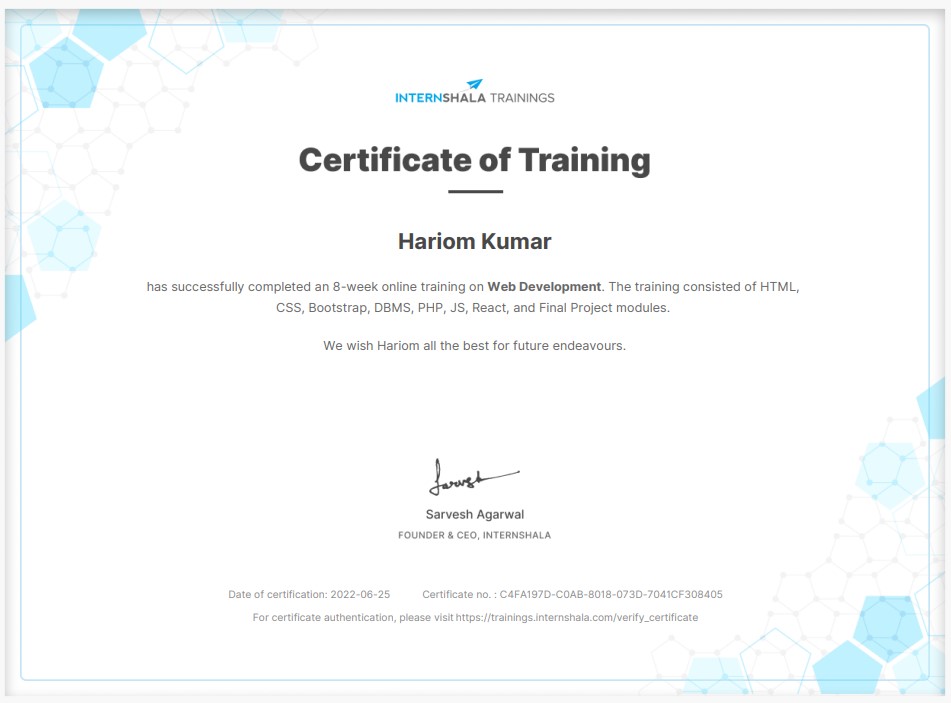 INTERNSHALA TRAININGS
Certificate of Training
Hariom Kumar
has successfully completed an 8-week online training on Web Development. The training consisted of HTML,
CSS, Bootstrap, DBMS, PHP, JS, React, and Final Project modules.
We wish Hariom all the best for future endeavours.
Sarvesh
Sarvesh Agarwal
FOUNDER & CEO, INTERNSHALA
Date of certification: 2022-06-25 Certificate no. : C4FA197D-C0AB-8018-073D-7041CF308405
For certificate authentication, please visit https://trainings.internshala.com/verify_certificate